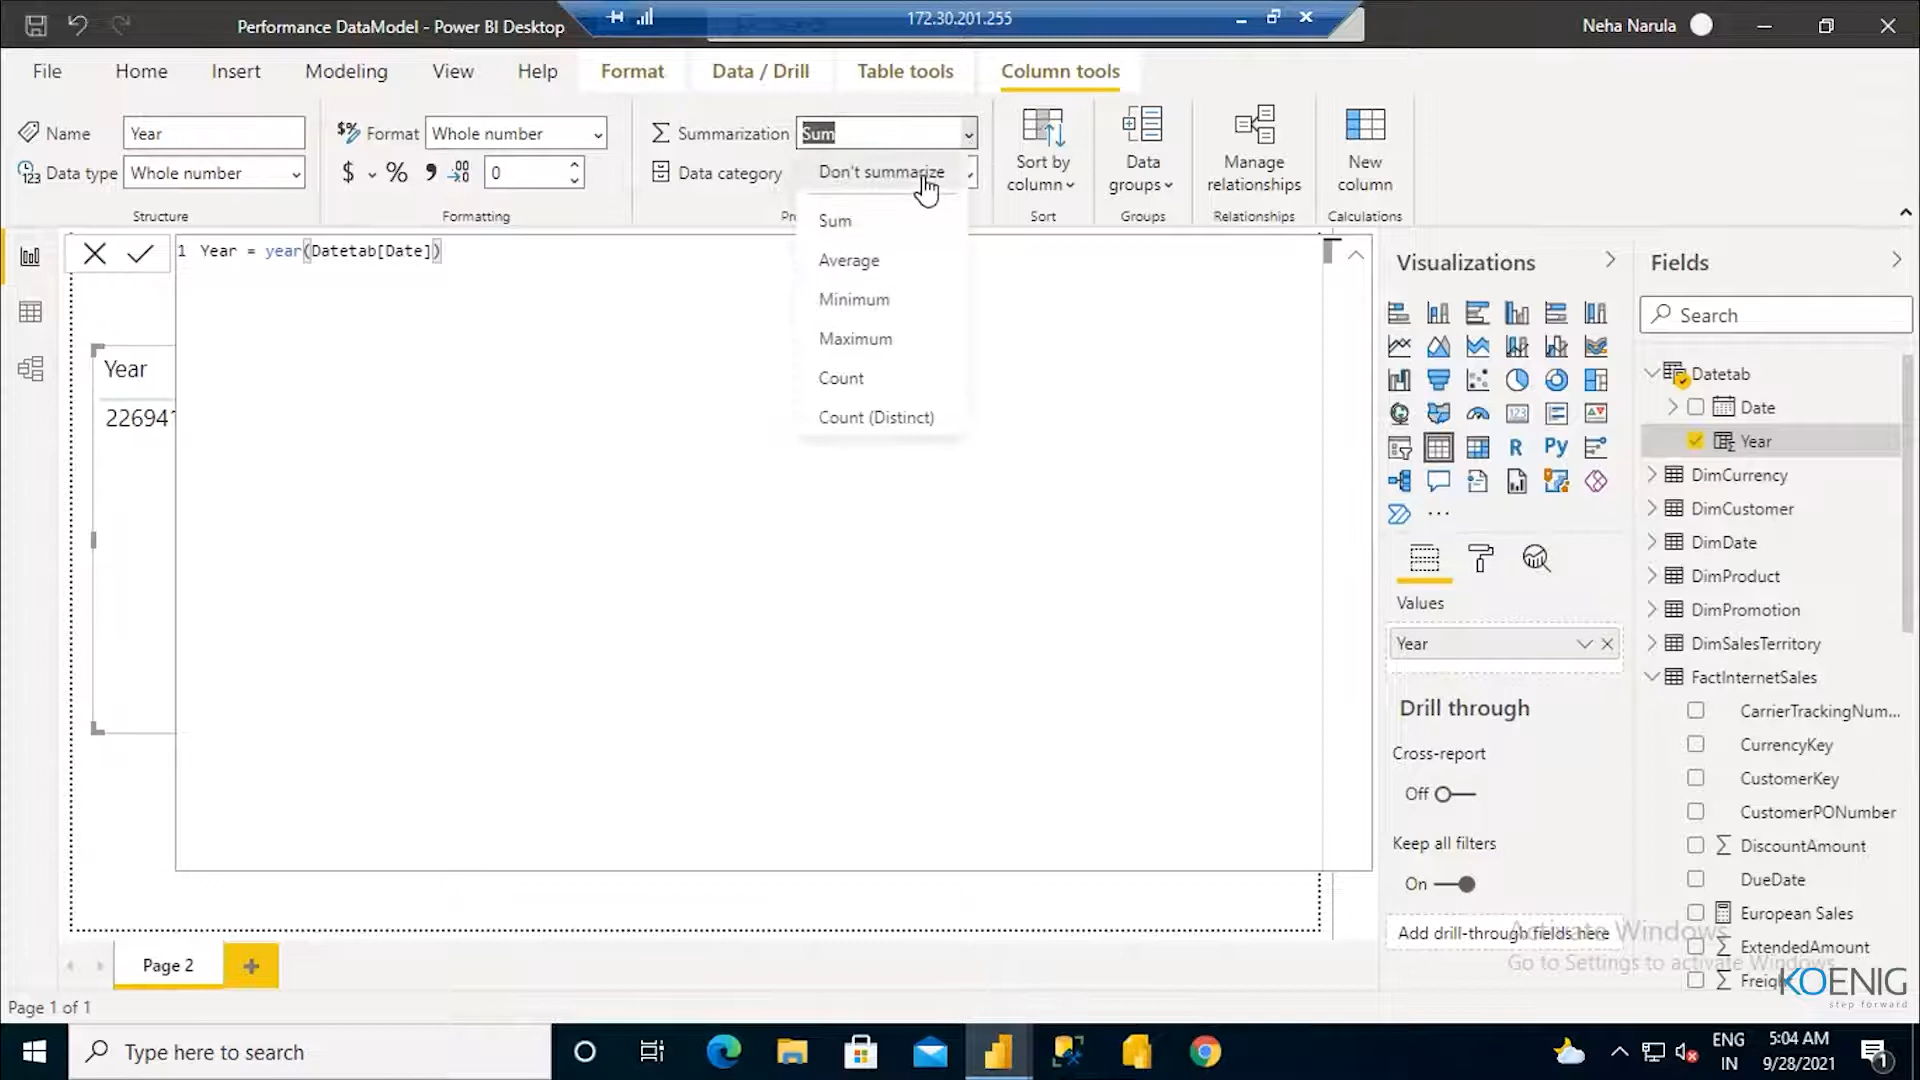 Performance DataModel - Power BI Desktop
172.30.201.255
Neha Narula
File
Home
Insert
Modeling
View
Help
Format
Data / Drill
Table tools
Column tools
Name
Year
Data type
Whole number
Structure
Format
Whole number
$
%
0
Formatting
Summarization
Sum
Data category
Don't summarize
Sum
Average
Minimum
Maximum
Count
Count (Distinct)
Sort by
column
Sort
Data
groups
Groups
Manage
relationships
Relationships
New
column
Calculations
1 Year = year(Datetab[Date])
Year
22694
Visualizations
R
Py
123
Values
Year
Drill through
Cross-report
Off
Keep all filters
On
Add drill-through fields here
Fields
Search
Datetab
Date
Year
DimCurrency
DimCustomer
DimDate
DimProduct
DimPromotion
DimSalesTerritory
FactInternetSales
CarrierTrackingNum...
CurrencyKey
CustomerKey
CustomerPONumber
DiscountAmount
DueDate
European Sales
ExtendedAmount
Activate Windows
Go to Settings to activate Windows.
KOENIG
step forward
Page 2
Page 1 of 1
Type here to search
ENG
IN
5:04 AM
9/28/2021
1